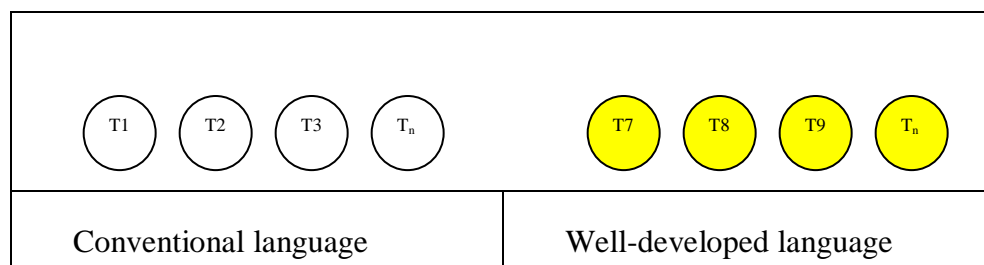 T1 T2 T3 Tn T7 T8 T9 Tn
Conventional language Well-developed language